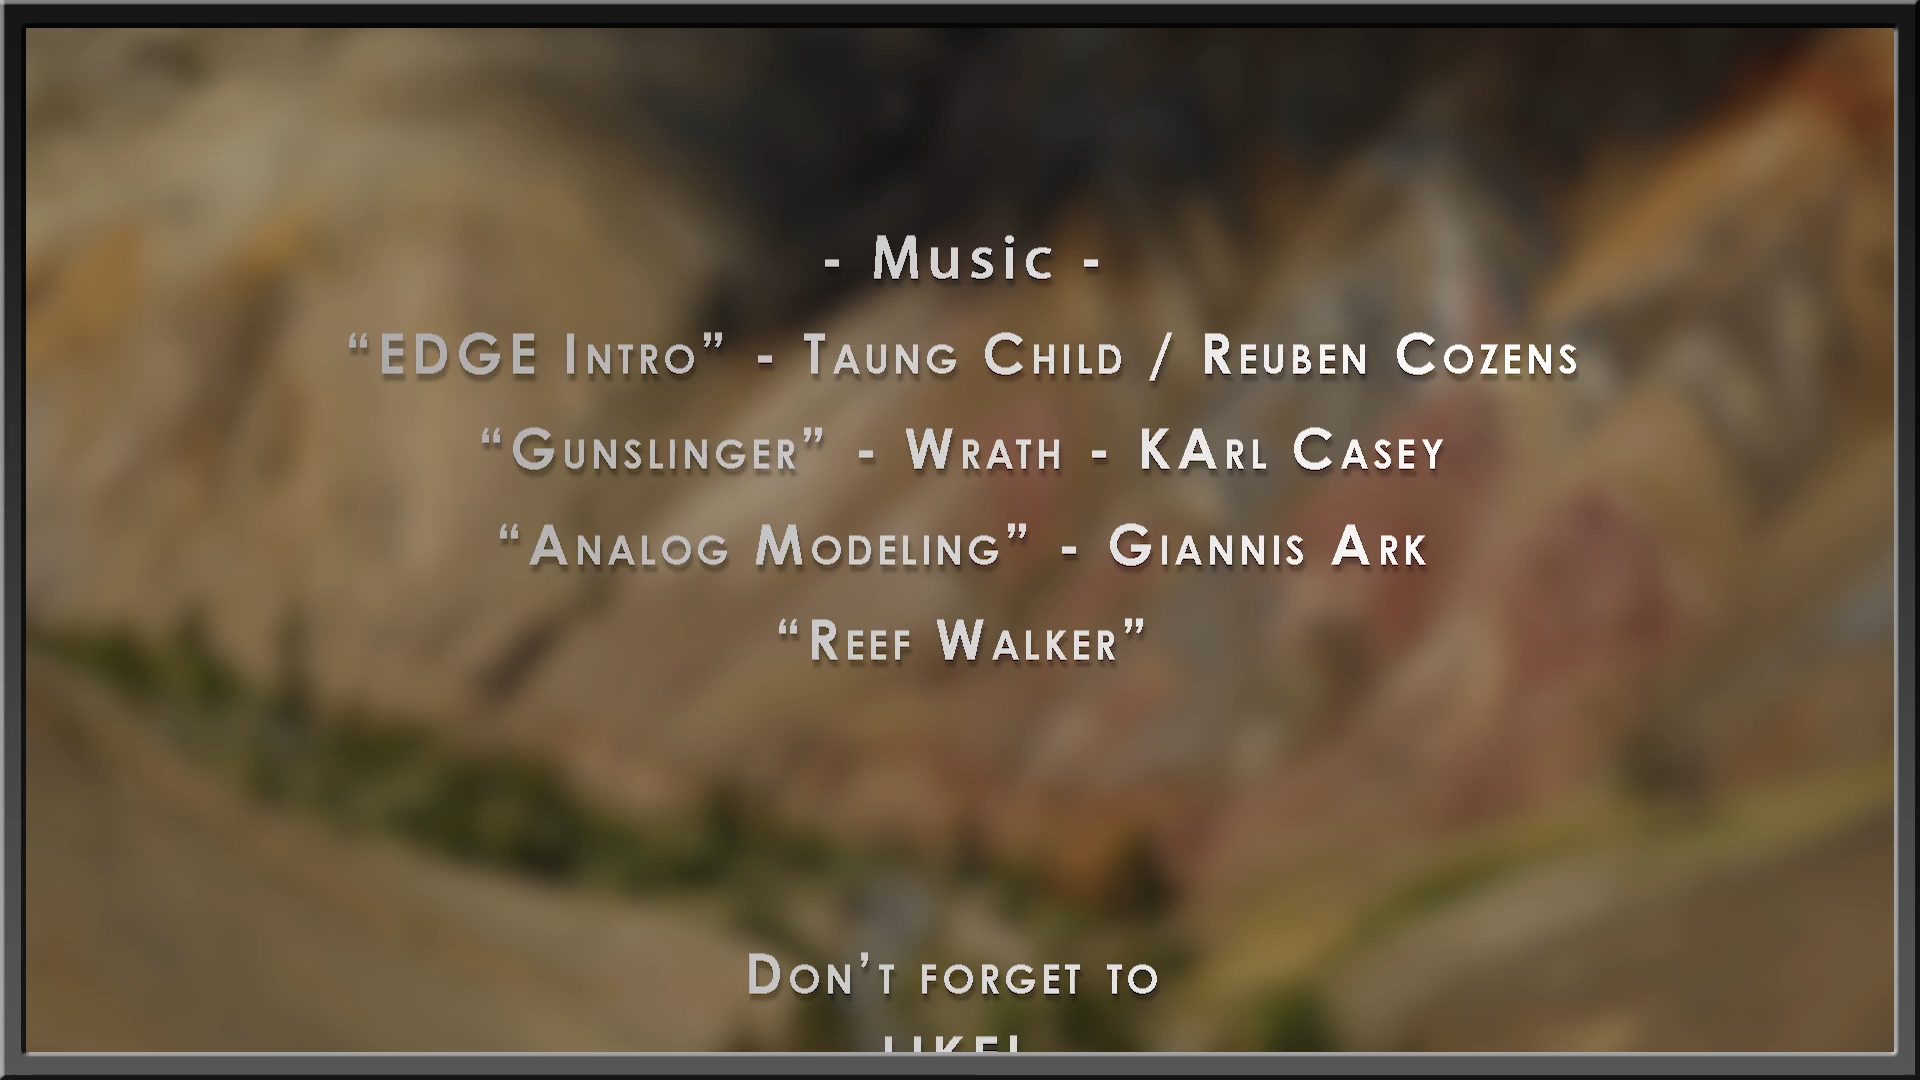 - Music -
“EDGE Intro” - Taung Child / Reuben Cozens
“Gunslinger” - Wrath - KArl Casey
“Analog Modeling” - Giannis Ark
“Reef Walker”
Don’t forget to
LIKE!